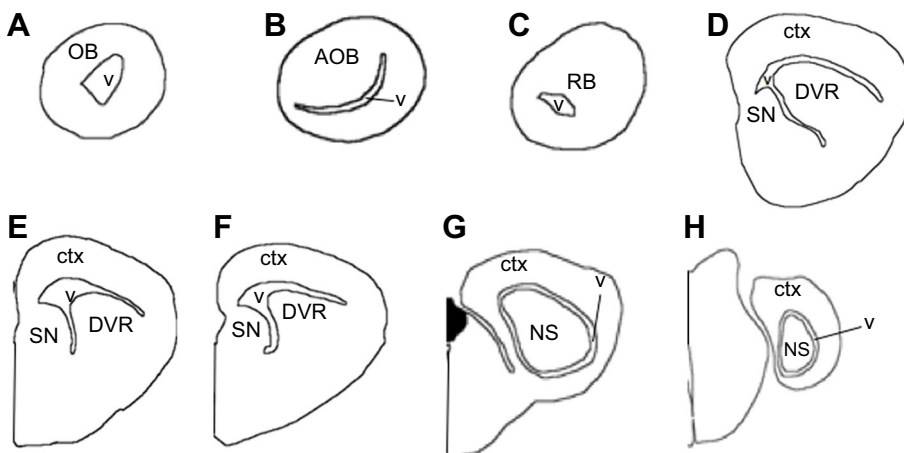 A
OB
v
B
AOB
v
C
RB
v
D
ctx
v
DVR
SN
E
ctx
v
SN
DVR
F
ctx
v
SN
DVR
G
ctx
v
NS
H
ctx
v
NS